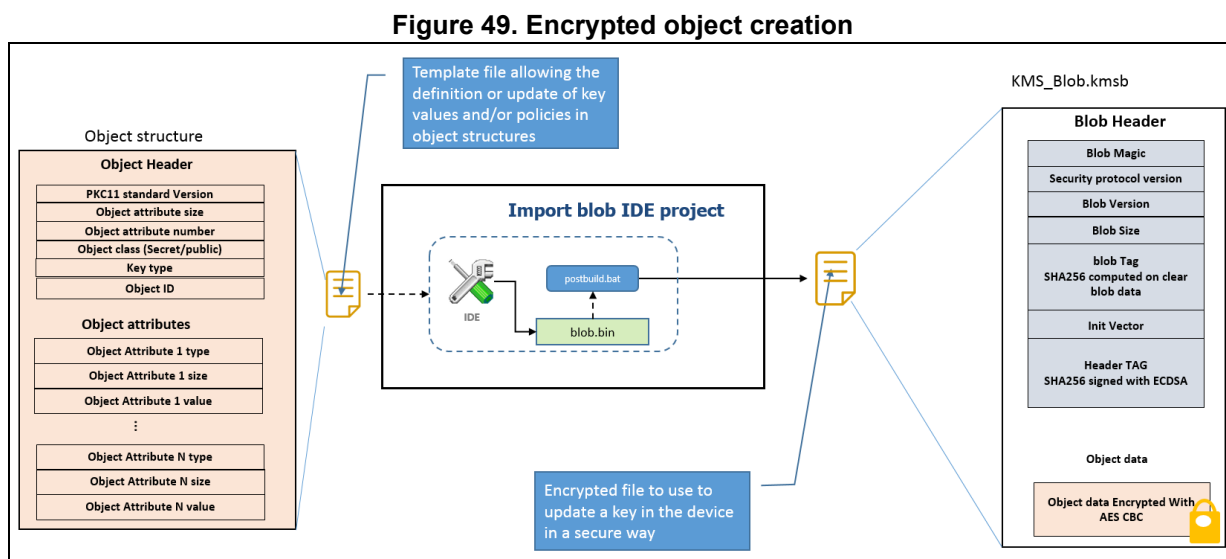 Figure 49. Encrypted object creation
Template file allowing the
definition or update of key
values and/or policies in
object structures
Object structure
Object Header
PKC11 standard Version
Object attribute size
Object attribute number
Object class (Secret/public)
Key type
Object ID
Object attributes
Object Attribute 1 type
Object Attribute 1 size
Object Attribute 1 value
⋮
Object Attribute N type
Object Attribute N size
Object Attribute N value
Import blob IDE project
IDE
postbuild.bat
blob.bin
Encrypted file to use to
update a key in the device
in a secure way
KMS_Blob.kmsb
Blob Header
Blob Magic
Security protocol version
Blob Version
Blob Size
blob Tag
SHA256 computed on clear
blob data
Init Vector
Header TAG
SHA256 signed with ECDSA
Object data
Object data Encrypted With
AES CBC